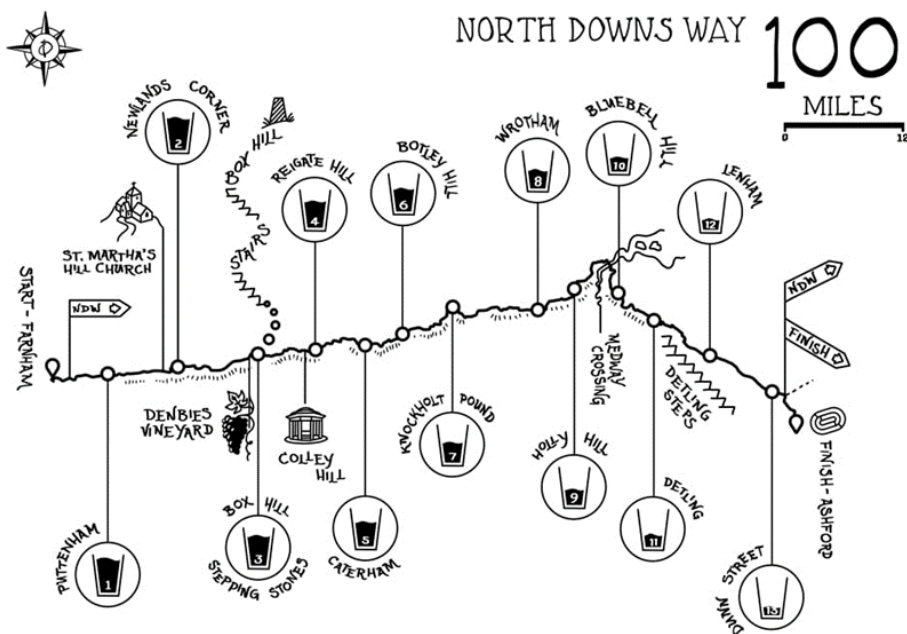 NORTH DOWNS WAY 100
MILES
0 12
NEWLANDS CORNER
2
BOX HILL
STAIRS
REIGATE HILL
4
BOTLEY HILL
6
WROTHAM
8
BLUEBELL HILL
10
LENHAM
12
ST. MARTHA'S
HILL CHURCH
START - FARNHAM
NDW
NDW
FINISH
MEDWAY
CROSSING
DETLING
STEPS
DENBIES
VINEYARD
COLLEY
HILL
KNOCKHOLT POUND
7
HOLLY HILL
9
DETLING
11
FINISH - ASHFORD
PUTTENHAM
1
BOX HILL
STEPPING STONES
3
CATERHAM
5
DUNN STREET
13